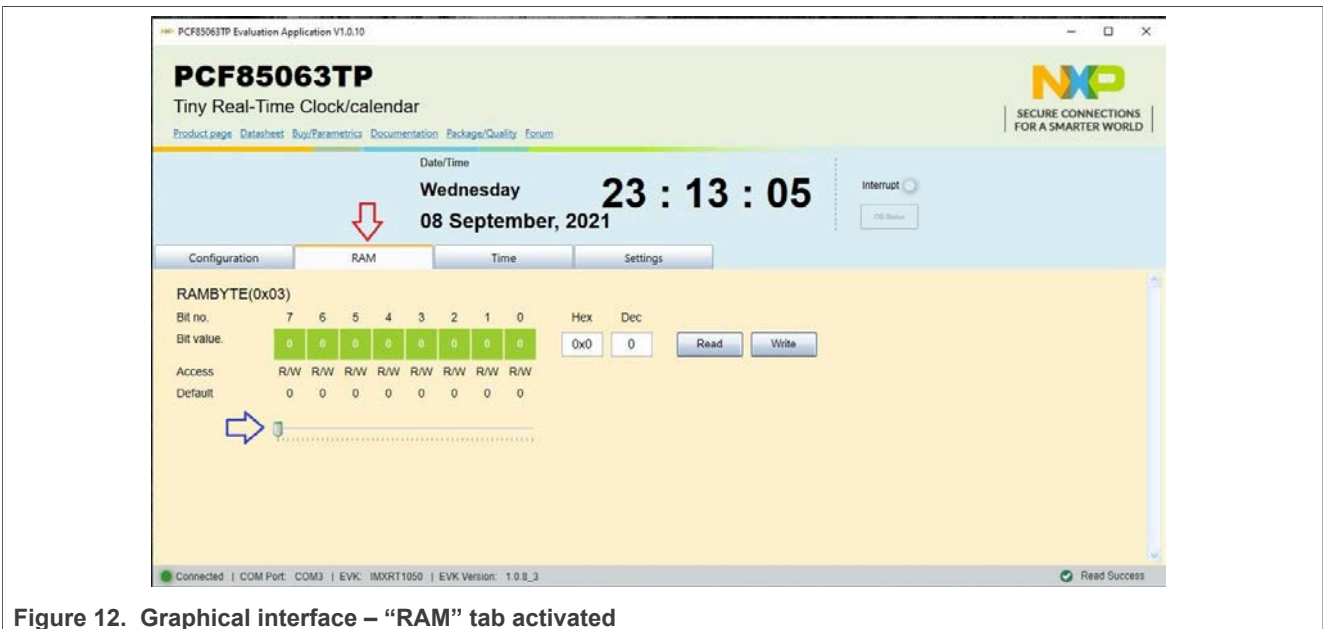 PCF85063TP Evaluation Application V1.0.10
PCF85063TP
Tiny Real-Time Clock/calendar
Product page Datasheet Buy/Parametrics Documentation Package/Quality Forum
NXP
SECURE CONNECTIONS
FOR A SMARTER WORLD
Date/Time
Wednesday
08 September, 2021
23 : 13 : 05
Interrupt
OS Status
Configuration RAM Time Settings
RAMBYTE(0x03)
Bit no. 7 6 5 4 3 2 1 0 Hex Dec
Bit value. 0 0 0 0 0 0 0 0 0x0 0 Read Write
Access R/W R/W R/W R/W R/W R/W R/W R/W
Default 0 0 0 0 0 0 0 0
Connected | COM Port: COM3 | EVK: IMXRT1050 | EVK Version: 1.0.8_3 Read Success
Figure 12. Graphical interface – “RAM” tab activated